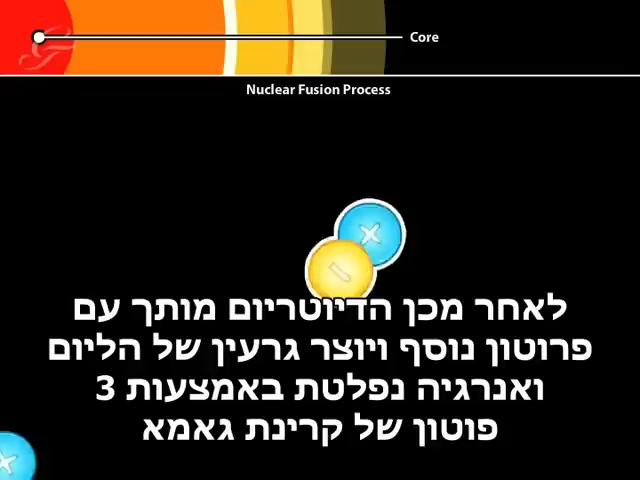 Core
Nuclear Fusion Process
לאחר מכן הדיוטריום מותך עם
פרוטון נוסף ויוצר גרעין של הליום
3 ואנרגיה נפלטת באמצעות
פוטון של קרינת גאמא